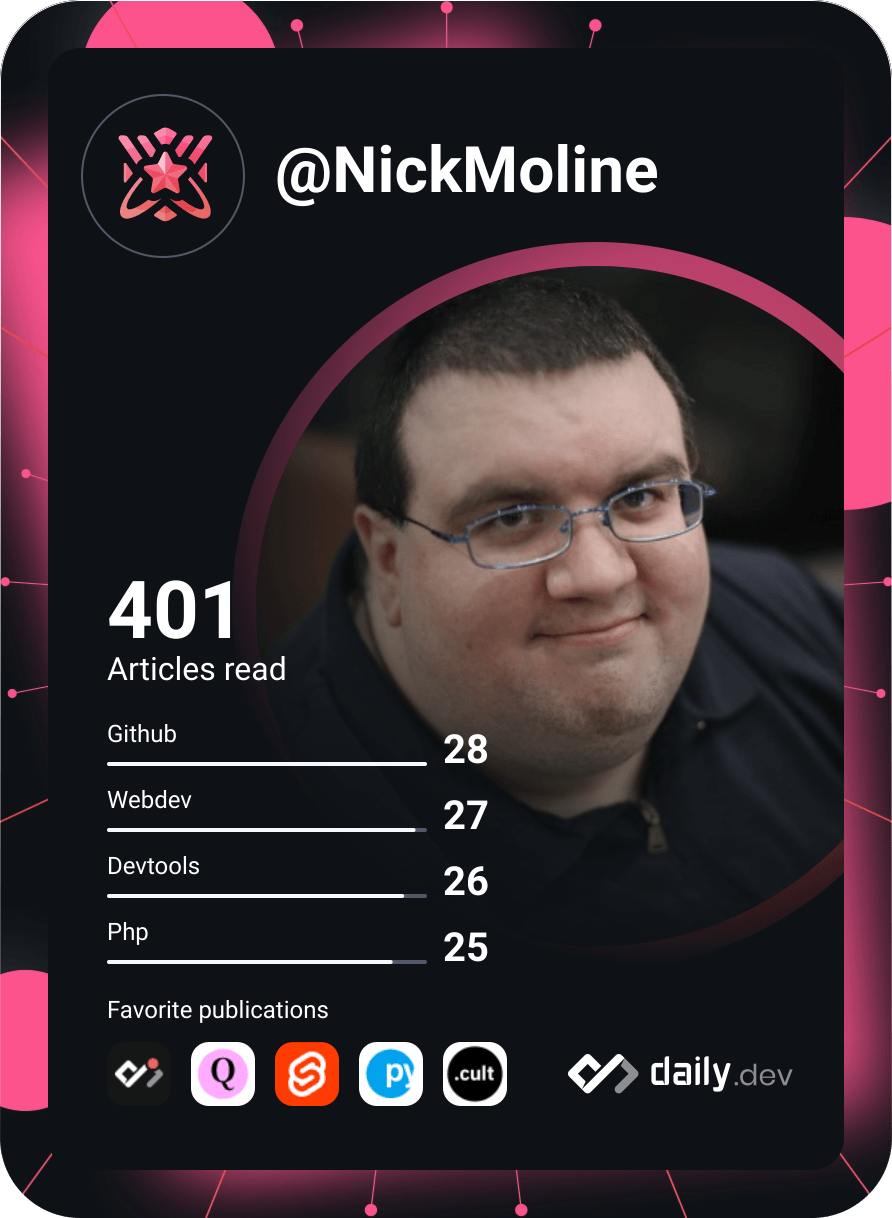 @NickMoline
401
Articles read
Github
28
Webdev
27
Devtools
26
Php
25
Favorite publications
Q
py
.cult
daily.dev